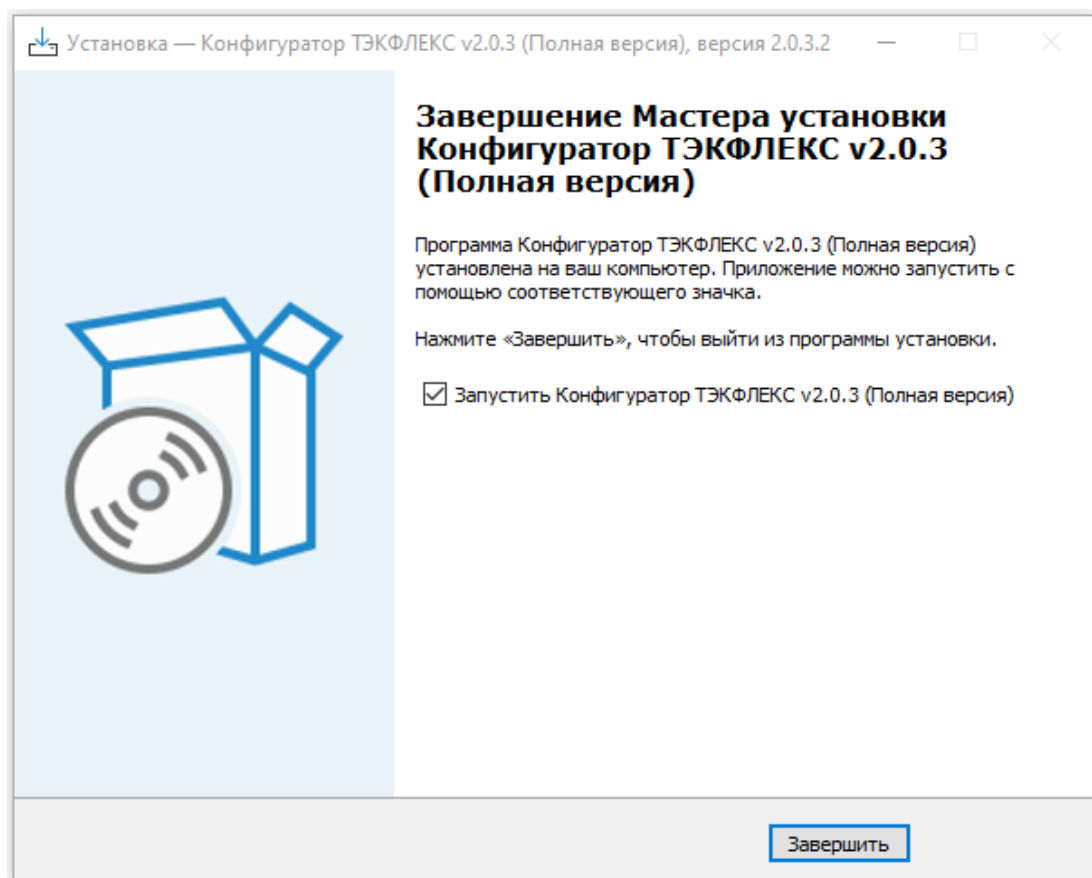 Установка — Конфигуратор ТЭКФЛЕКС v2.0.3 (Полная версия), версия 2.0.3.2
Завершение Мастера установки
Конфигуратор ТЭКФЛЕКС v2.0.3
(Полная версия)
Программа Конфигуратор ТЭКФЛЕКС v2.0.3 (Полная версия)
установлена на ваш компьютер. Приложение можно запустить с
помощью соответствующего значка.
Нажмите «Завершить», чтобы выйти из программы установки.
Запустить Конфигуратор ТЭКФЛЕКС v2.0.3 (Полная версия)
Завершить